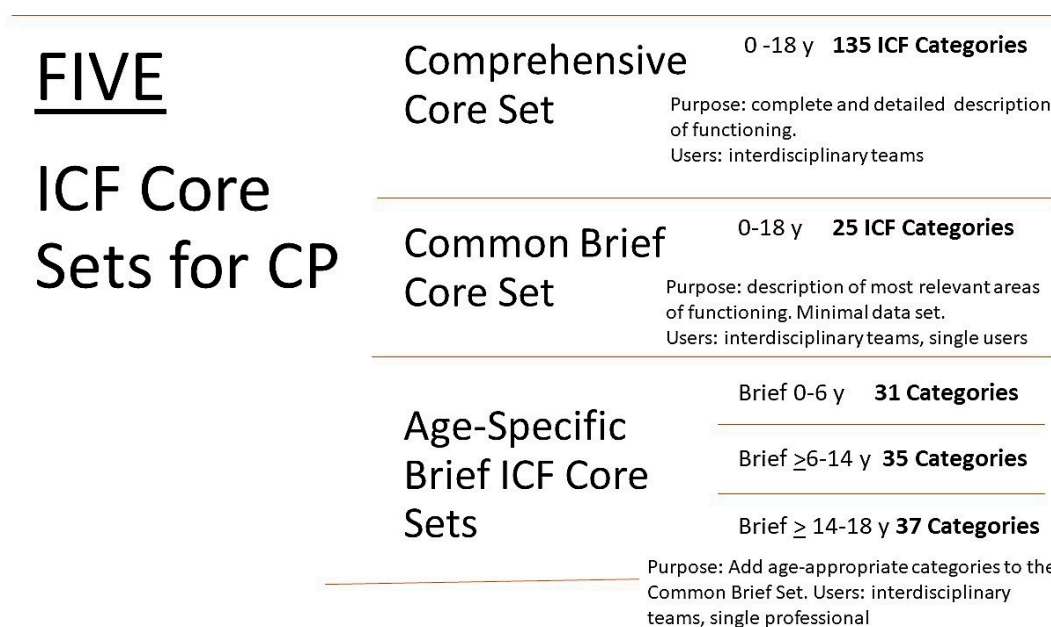 FIVE
ICF Core
Sets for CP
Comprehensive
Core Set
0 -18 y 135 ICF Categories
Purpose: complete and detailed description
of functioning.
Users: interdisciplinary teams
Common Brief
Core Set
0-18 y 25 ICF Categories
Purpose: description of most relevant areas
of functioning. Minimal data set.
Users: interdisciplinary teams, single users
Age-Specific
Brief ICF Core
Sets
Brief 0-6 y 31 Categories
Brief ≥6-14 y 35 Categories
Brief ≥ 14-18 y 37 Categories
Purpose: Add age-appropriate categories to the
Common Brief Set. Users: interdisciplinary
teams, single professional